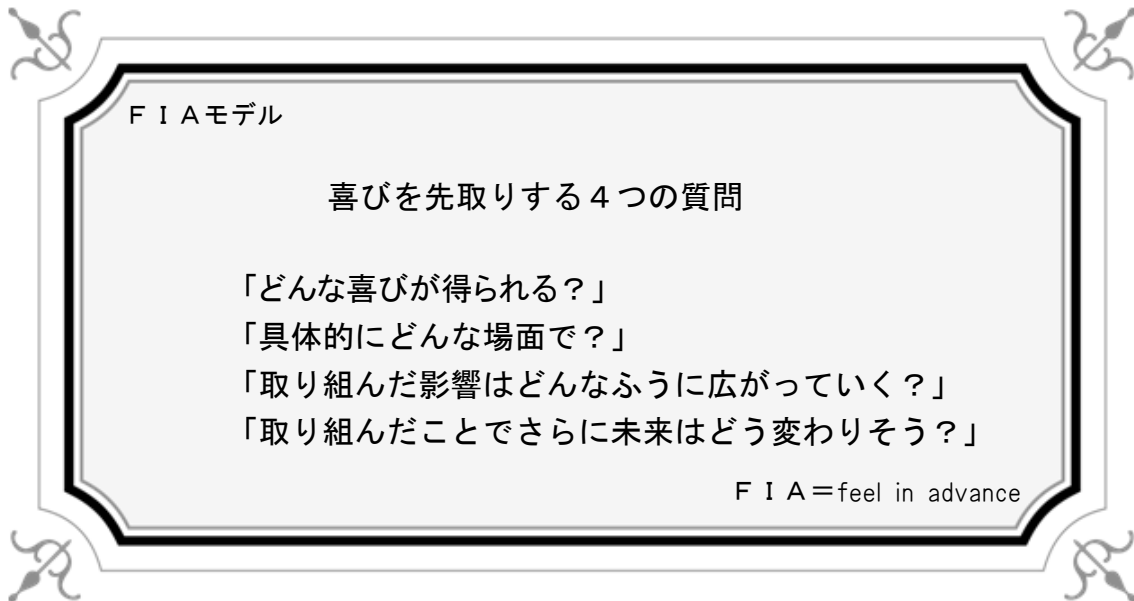 ＦＩＡモデル
喜びを先取りする４つの質問
「どんな喜びが得られる？」
「具体的にどんな場面で？」
「取り組んだ影響はどんなふうに広がっていく？」
「取り組んだことでさらに未来はどう変わりそう？」
ＦＩＡ＝feel in advance